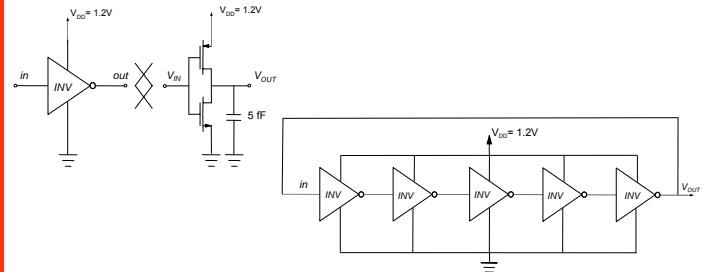 V_DD= 1.2V
V_DD= 1.2V
in
INV
out
V_IN
V_OUT
5 fF
V_DD= 1.2V
in
INV
INV
INV
INV
INV
V_OUT